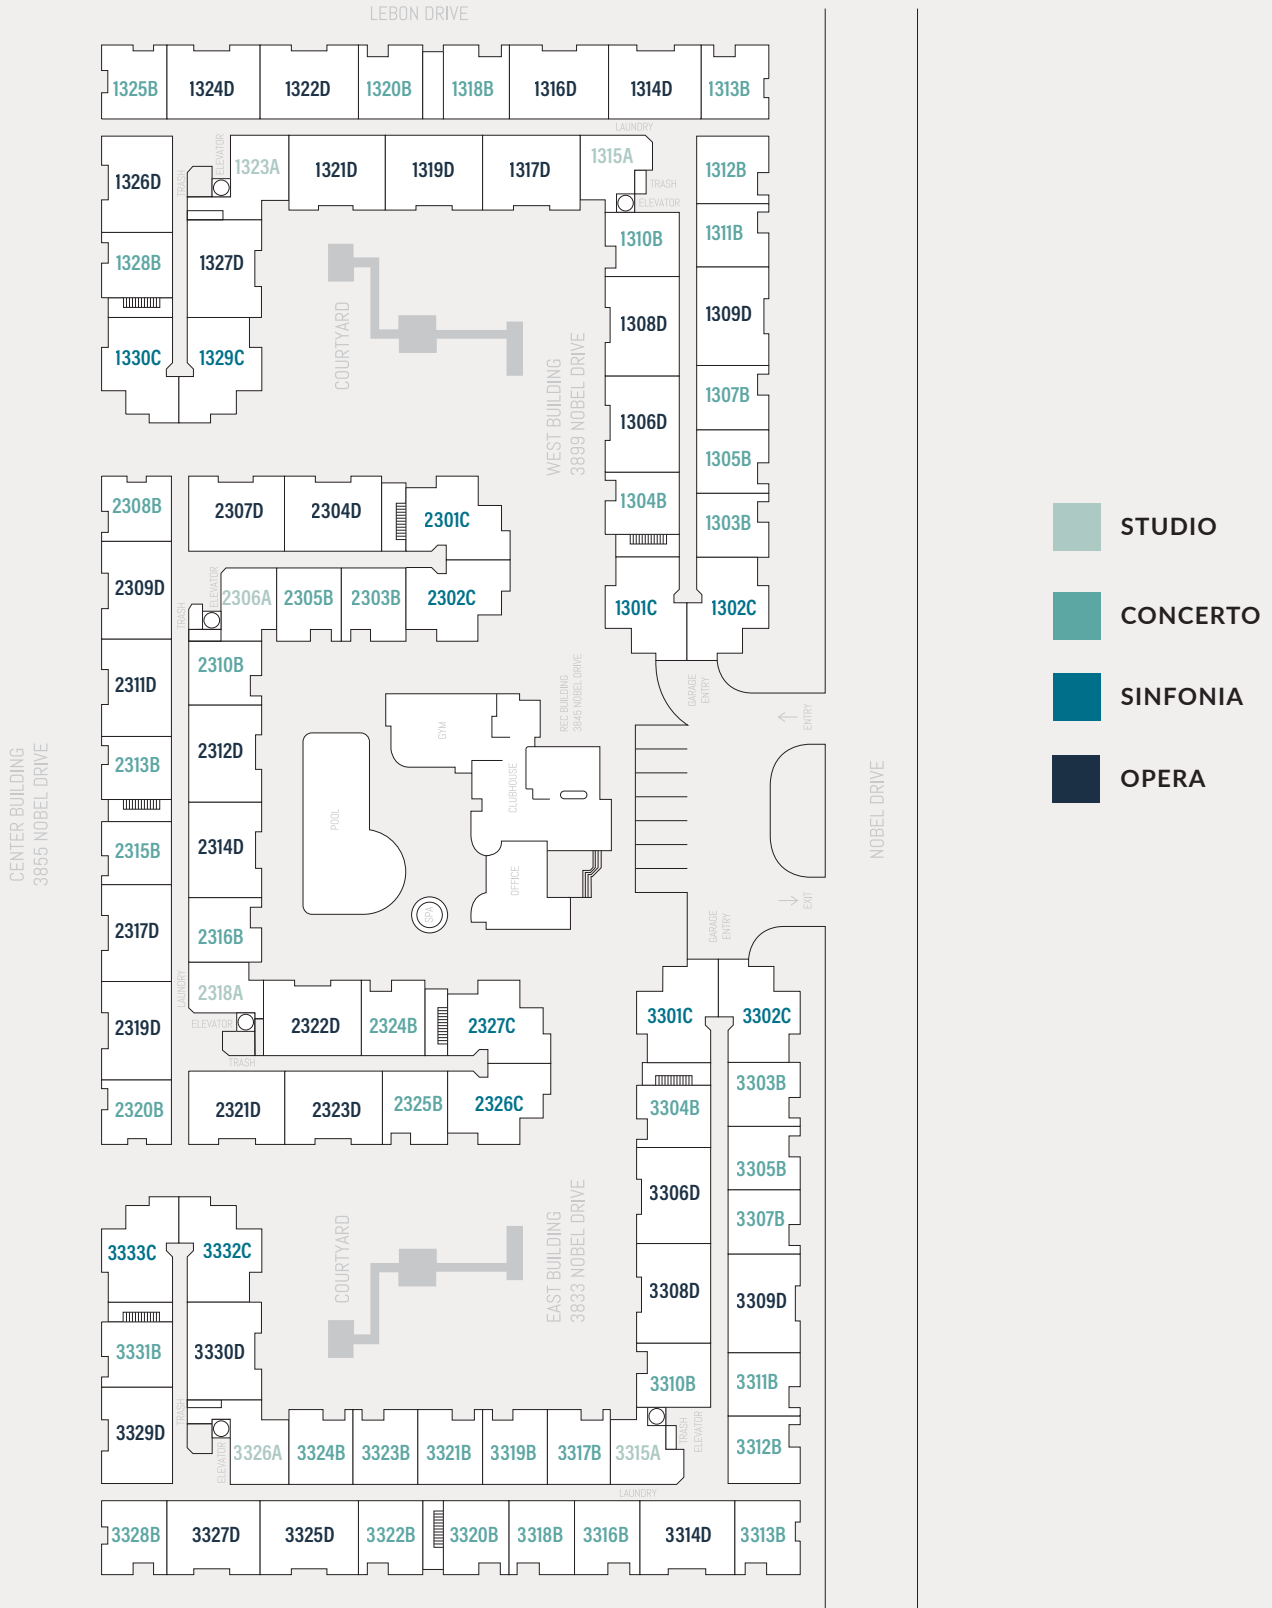 LEBON DRIVE
1325B
1324D
1322D
1320B
1318B
1316D
1314D
1313B
LAUNDRY
1326D
TRASH
ELEVATOR
1323A
1321D
1319D
1317D
1315A
TRASH
ELEVATOR
1312B
1311B
1310B
1328B
1327D
COURTYARD
1308D
1309D
1330C
1329C
WEST BUILDING
3899 NOBEL DRIVE
1307B
1306D
1305B
1304B
1303B
1301C
1302C
2308B
2307D
2304D
2301C
2309D
TRASH
ELEVATOR
2306A
2305B
2303B
2302C
2310B
2311D
2312D
2313B
2314D
2315B
2316B
2317D
CENTER BUILDING
3855 NOBEL DRIVE
POOL
GYM
CLUBHOUSE
OFFICE
SPA
REC BUILDING
3845 NOBEL DRIVE
GARAGE
ENTRY
ENTRY
NOBEL DRIVE
EXIT
GARAGE
ENTRY
STUDIO
CONCERTO
SINFONIA
OPERA
LAUNDRY
2318A
ELEVATOR
TRASH
2319D
2322D
2324B
2327C
2320B
2321D
2323D
2325B
2326C
3301C
3302C
3303B
3304B
3305B
3306D
3307B
3308D
3309D
3310B
3311B
3312B
3333C
3332C
COURTYARD
EAST BUILDING
3833 NOBEL DRIVE
3331B
3330D
3329D
TRASH
ELEVATOR
3326A
3324B
3323B
3321B
3319B
3317B
3315A
TRASH
ELEVATOR
LAUNDRY
3328B
3327D
3325D
3322B
3320B
3318B
3316B
3314D
3313B